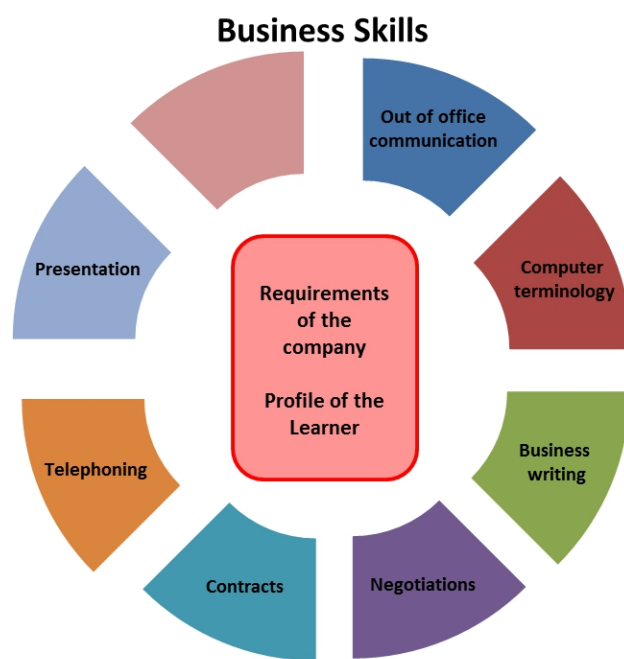 Business Skills
Out of office
communication
Computer
terminology
Business
writing
Negotiations
Contracts
Telephoning
Presentation
Requirements
of the
company
Profile of the
Learner